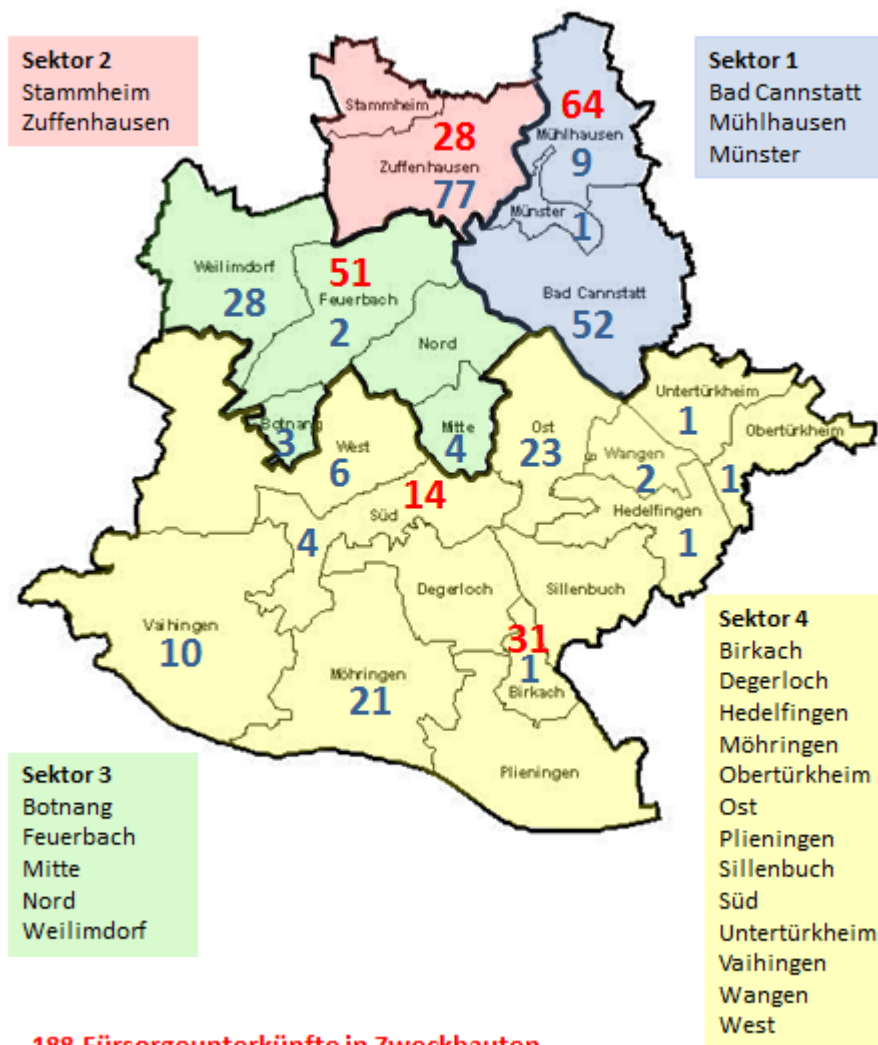 Sektor 2
Stammheim
Zuffenhausen
Sektor 1
Bad Cannstatt
Mühlhausen
Münster
Stammheim
28
Zuffenhausen
77
64
Mühlhausen
9
Münster
1
Bad Cannstatt
52
Weilimdorf
28
51
Feuerbach
2
Nord
Botnang
3
Mitte
4
West
6
Ost
23
Untertürkheim
1
Obertürkheim
1
Wangen
2
Hedelfingen
1
14
Süd
4
Degerloch
Sillenbuch
Vaihingen
10
Möhringen
21
31
1
Birkach
Plieningen
Sektor 3
Botnang
Feuerbach
Mitte
Nord
Weilimdorf
Sektor 4
Birkach
Degerloch
Hedelfingen
Möhringen
Obertürkheim
Ost
Plieningen
Sillenbuch
Süd
Untertürkheim
Vaihingen
Wangen
West
188 Fürsorgeunterkünfte in Zweckbauten